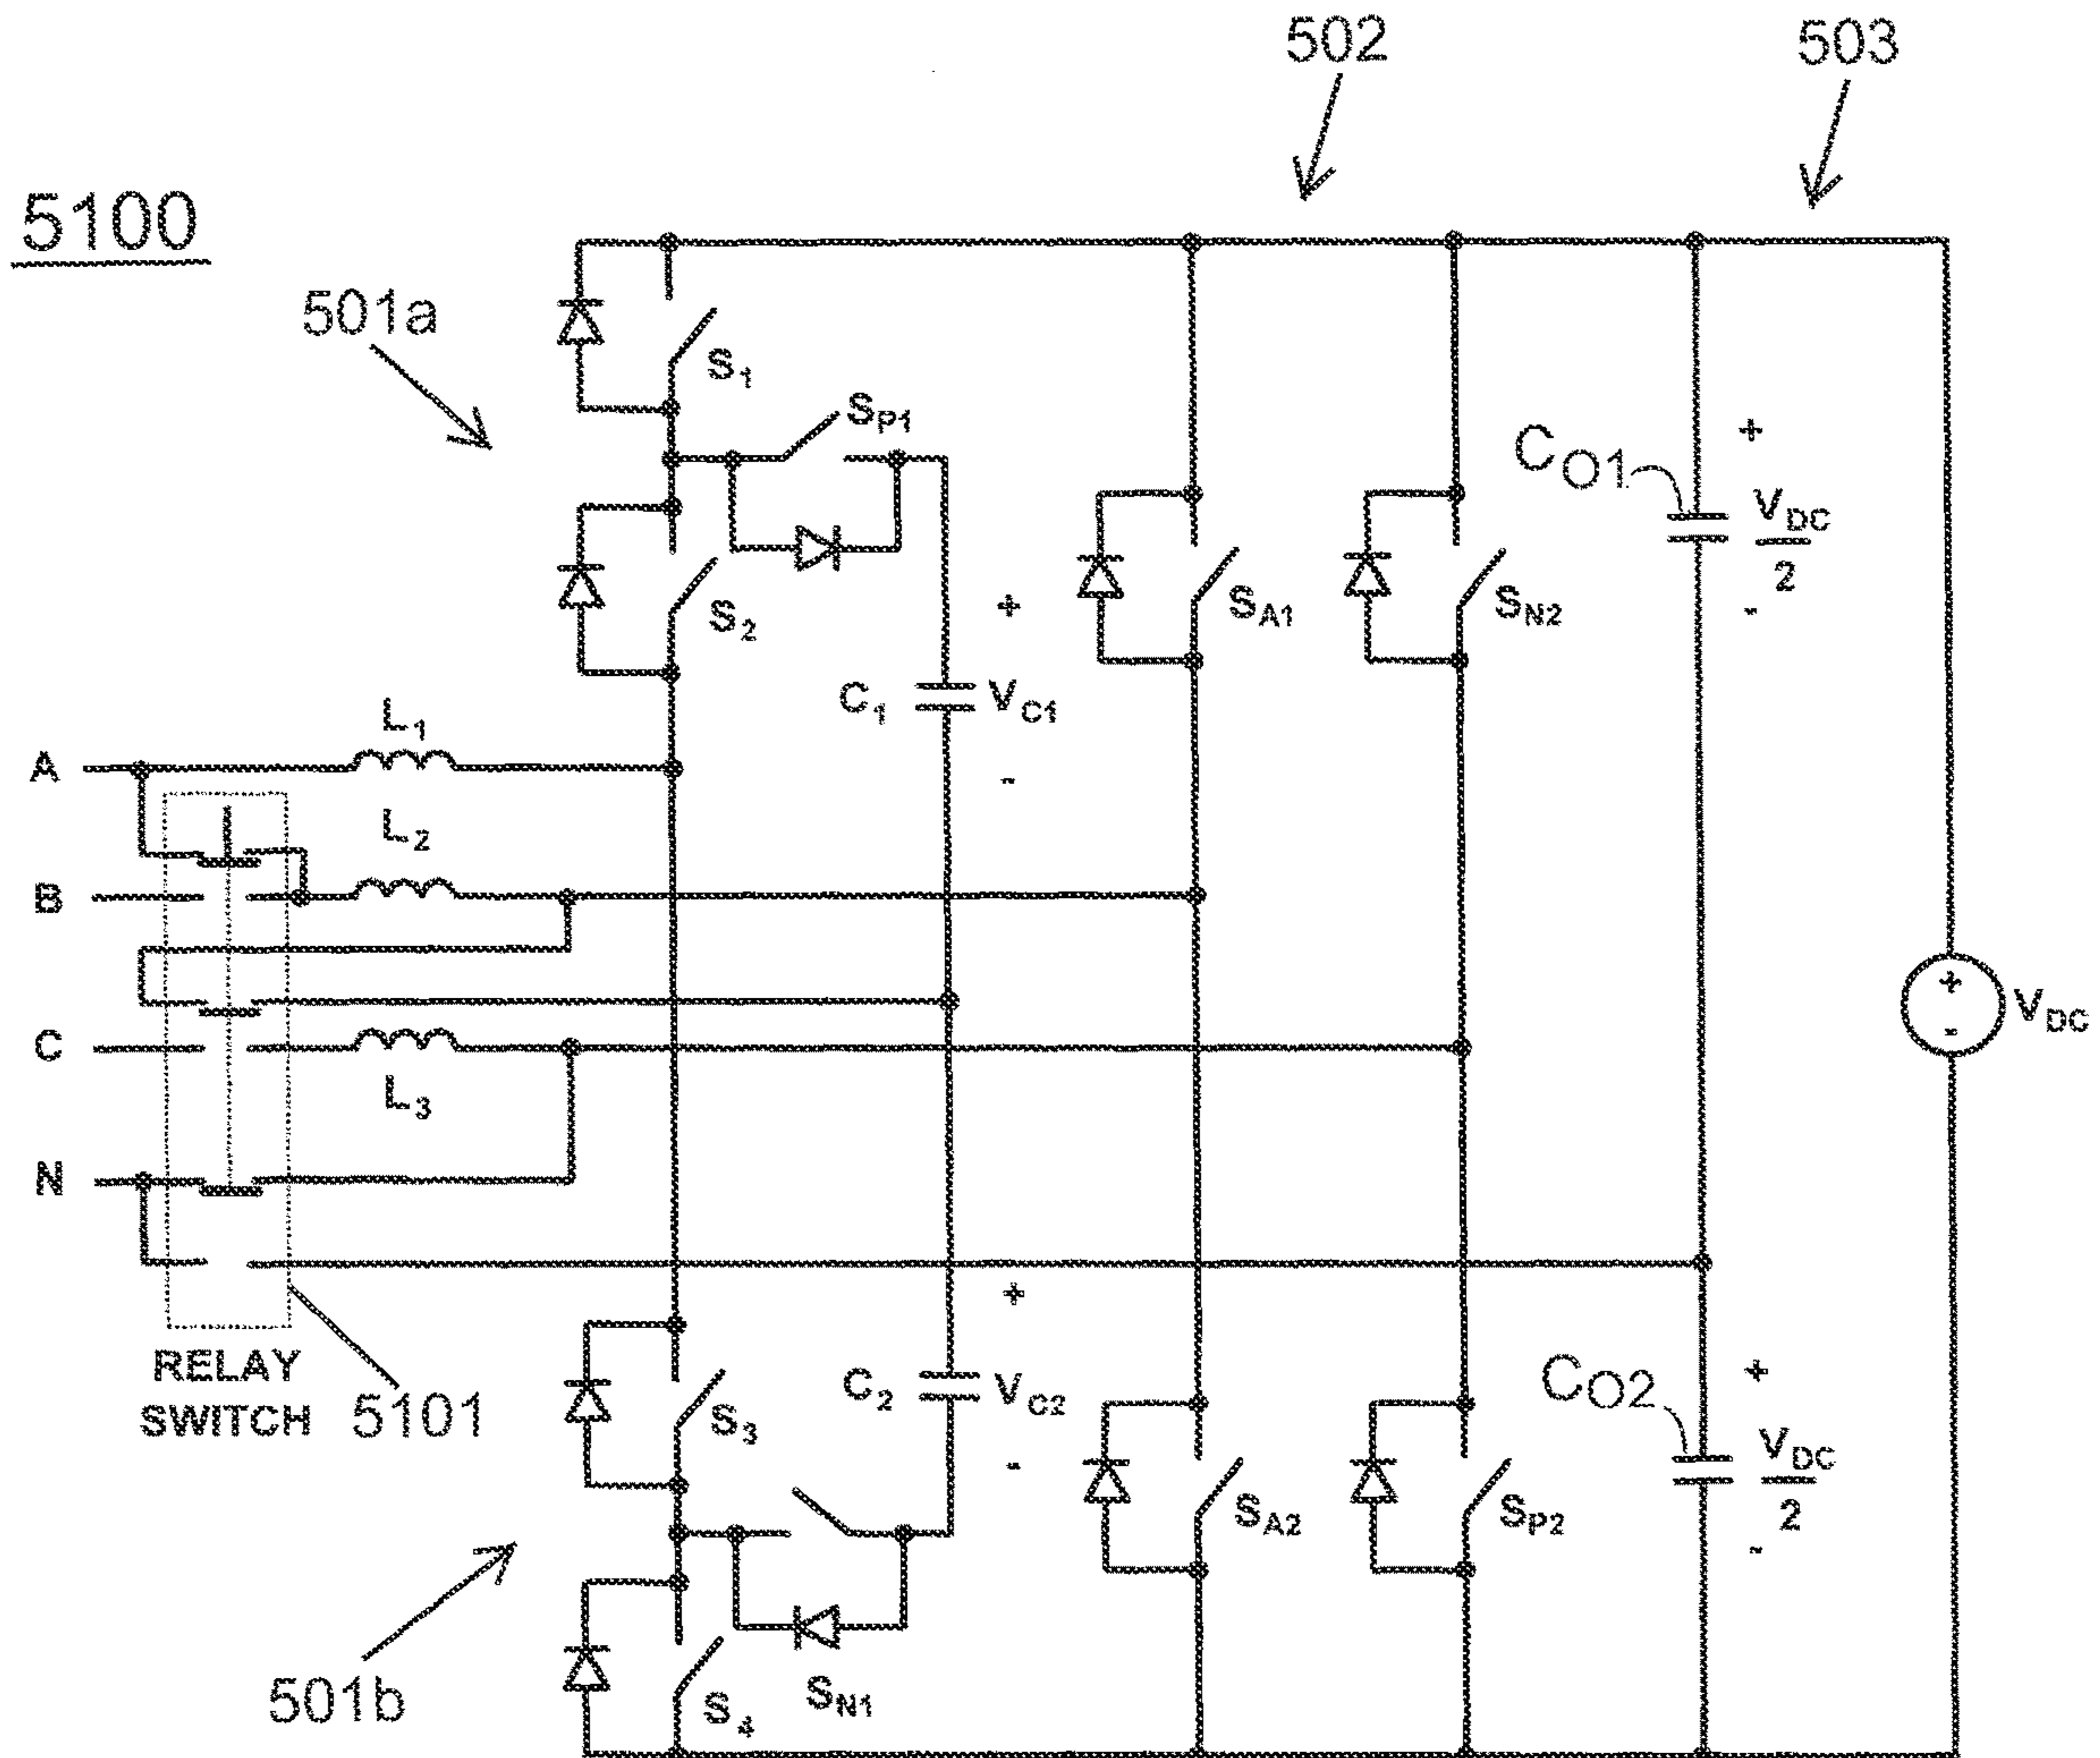 502
503
5100
501a
S1
SP1
CO1
+
VDC
2
-
S2
+
SA1
SN2
C1
VC1
-
L1
A
L2
B
+
-
VDC
C
L3
N
+
RELAY
SWITCH
5101
C2
VC2
-
S3
CO2
+
VDC
2
-
SA2
SP2
501b
S4
SN1